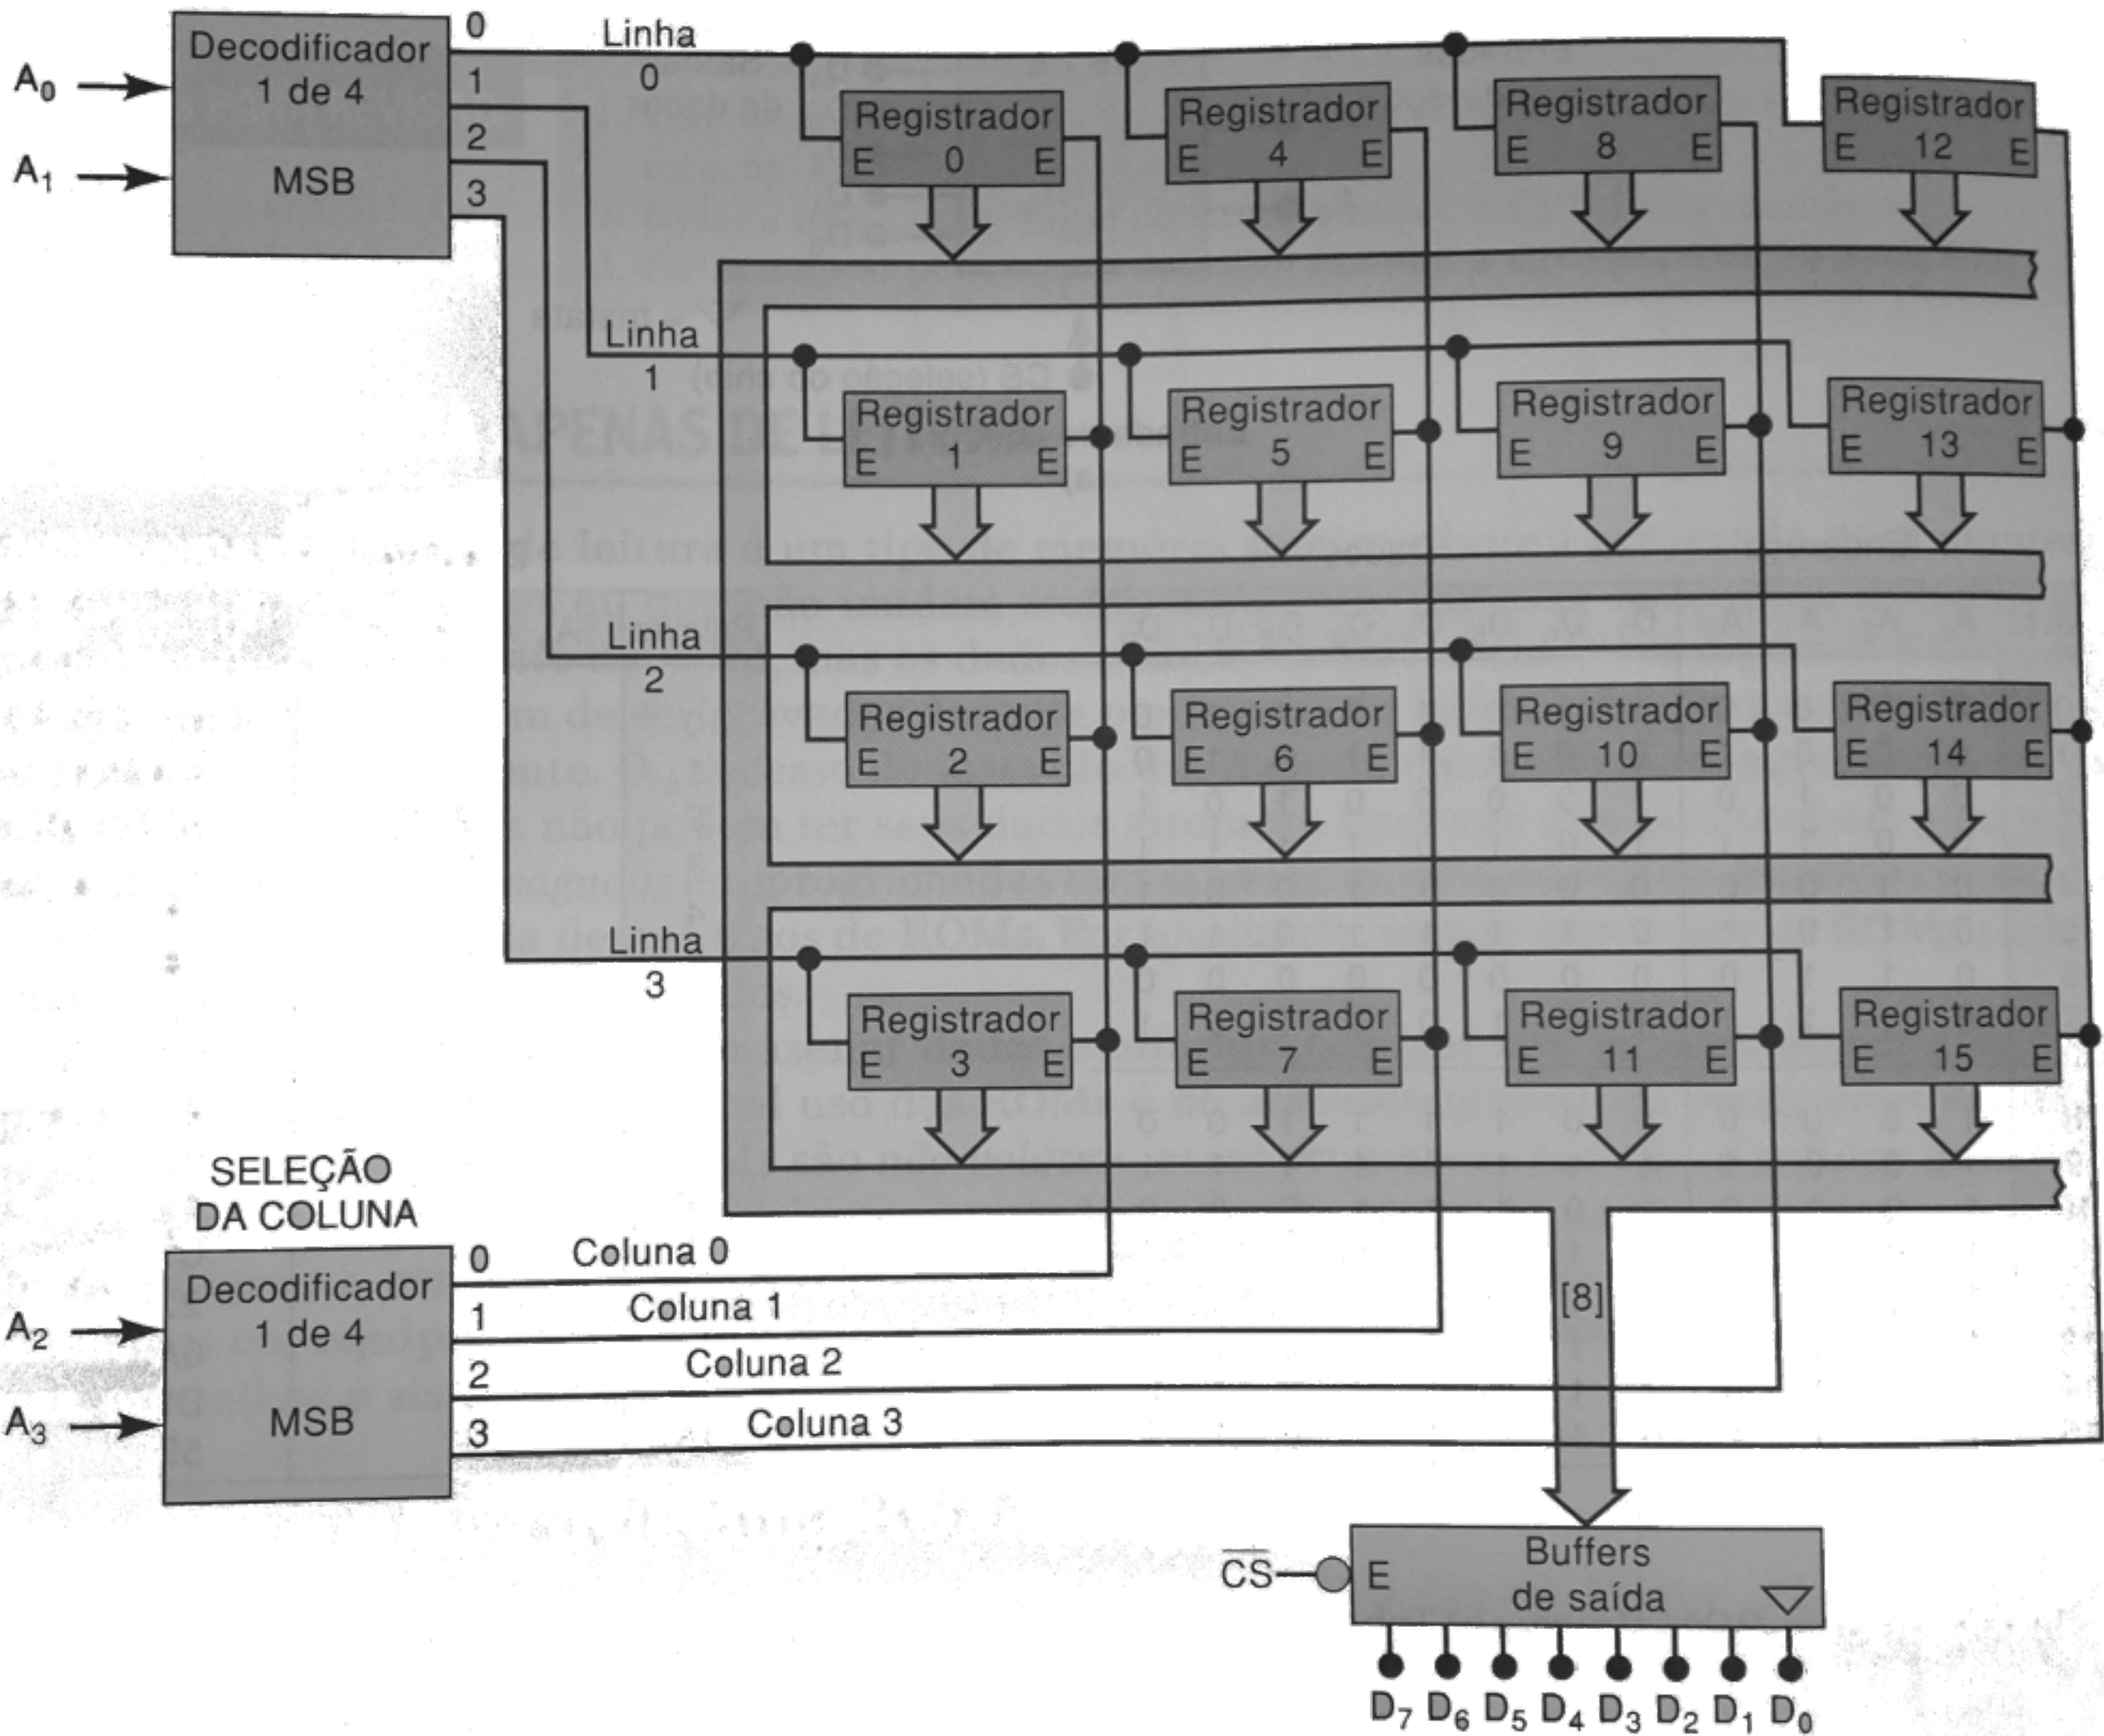 A0
A1
Decodificador
1 de 4
MSB
0
1
2
3
Linha
0
Registrador
E 0 E
Registrador
E 4 E
Registrador
E 8 E
Registrador
E 12 E
Linha
1
Registrador
E 1 E
Registrador
E 5 E
Registrador
E 9 E
Registrador
E 13 E
Linha
2
Registrador
E 2 E
Registrador
E 6 E
Registrador
E 10 E
Registrador
E 14 E
Linha
3
Registrador
E 3 E
Registrador
E 7 E
Registrador
E 11 E
Registrador
E 15 E
SELEÇÃO
DA COLUNA
A2
A3
Decodificador
1 de 4
MSB
0
1
2
3
Coluna 0
Coluna 1
Coluna 2
Coluna 3
[8]
CS
E
Buffers
de saída
D7 D6 D5 D4 D3 D2 D1 D0